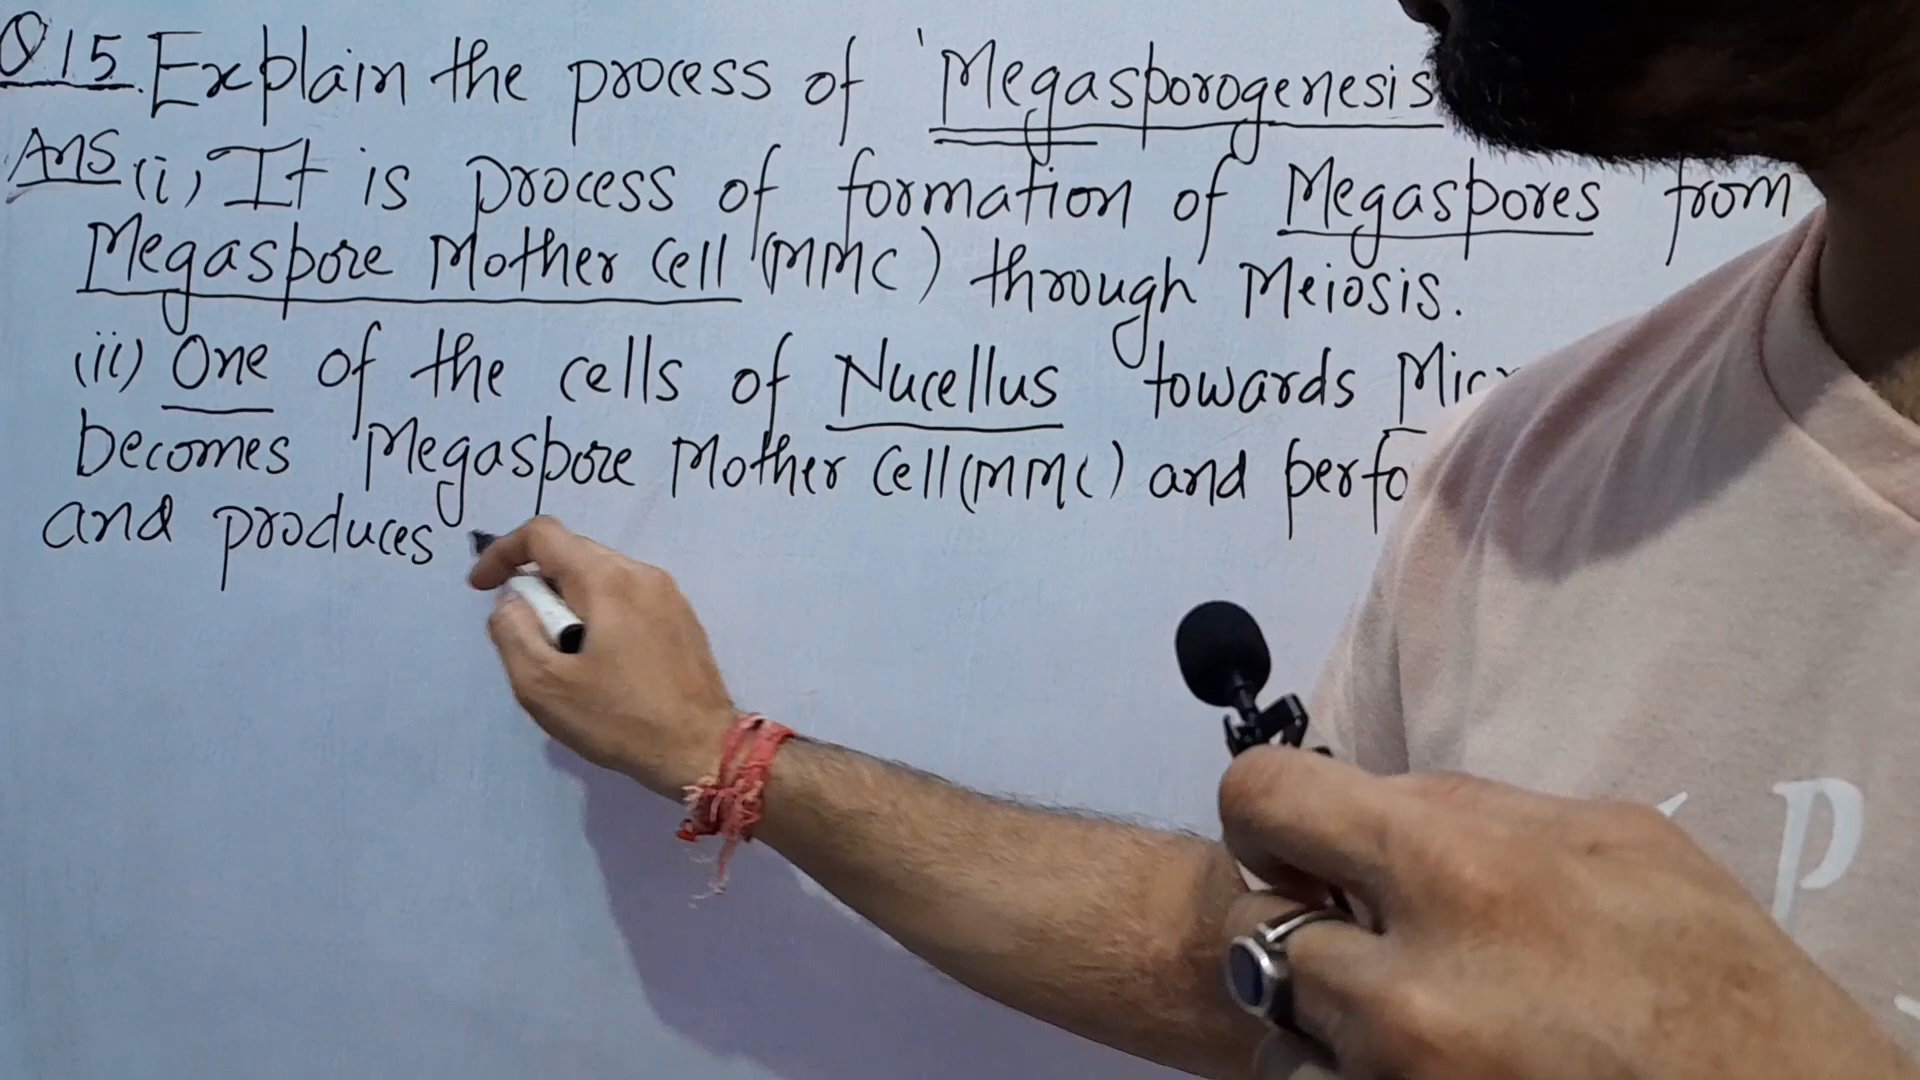 Q15. Explain the process of 'Megasporogenesis
Ans (i) It is process of formation of Megaspores from
Megaspore Mother Cell (MMC) through Meiosis.
(ii) One of the cells of Nucellus towards
becomes Megaspore Mother Cell (MMC) and
and produces
P